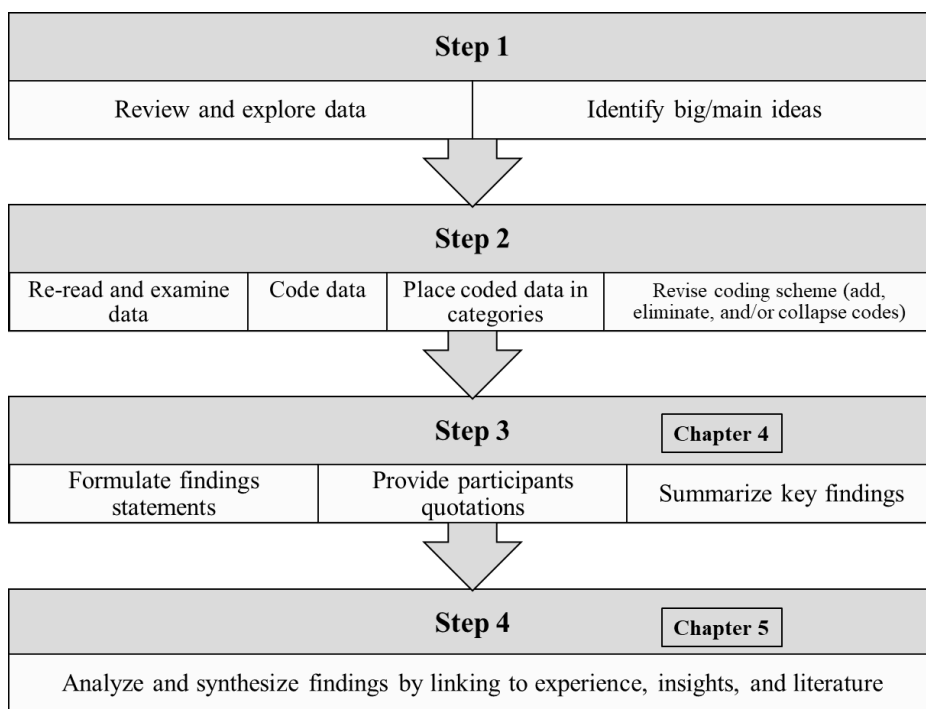 Step 1
Review and explore data
Identify big/main ideas
Step 2
Re-read and examine
data
Code data
Place coded data in
categories
Revise coding scheme (add,
eliminate, and/or collapse codes)
Step 3
Chapter 4
Formulate findings
statements
Provide participants
quotations
Summarize key findings
Step 4
Chapter 5
Analyze and synthesize findings by linking to experience, insights, and literature